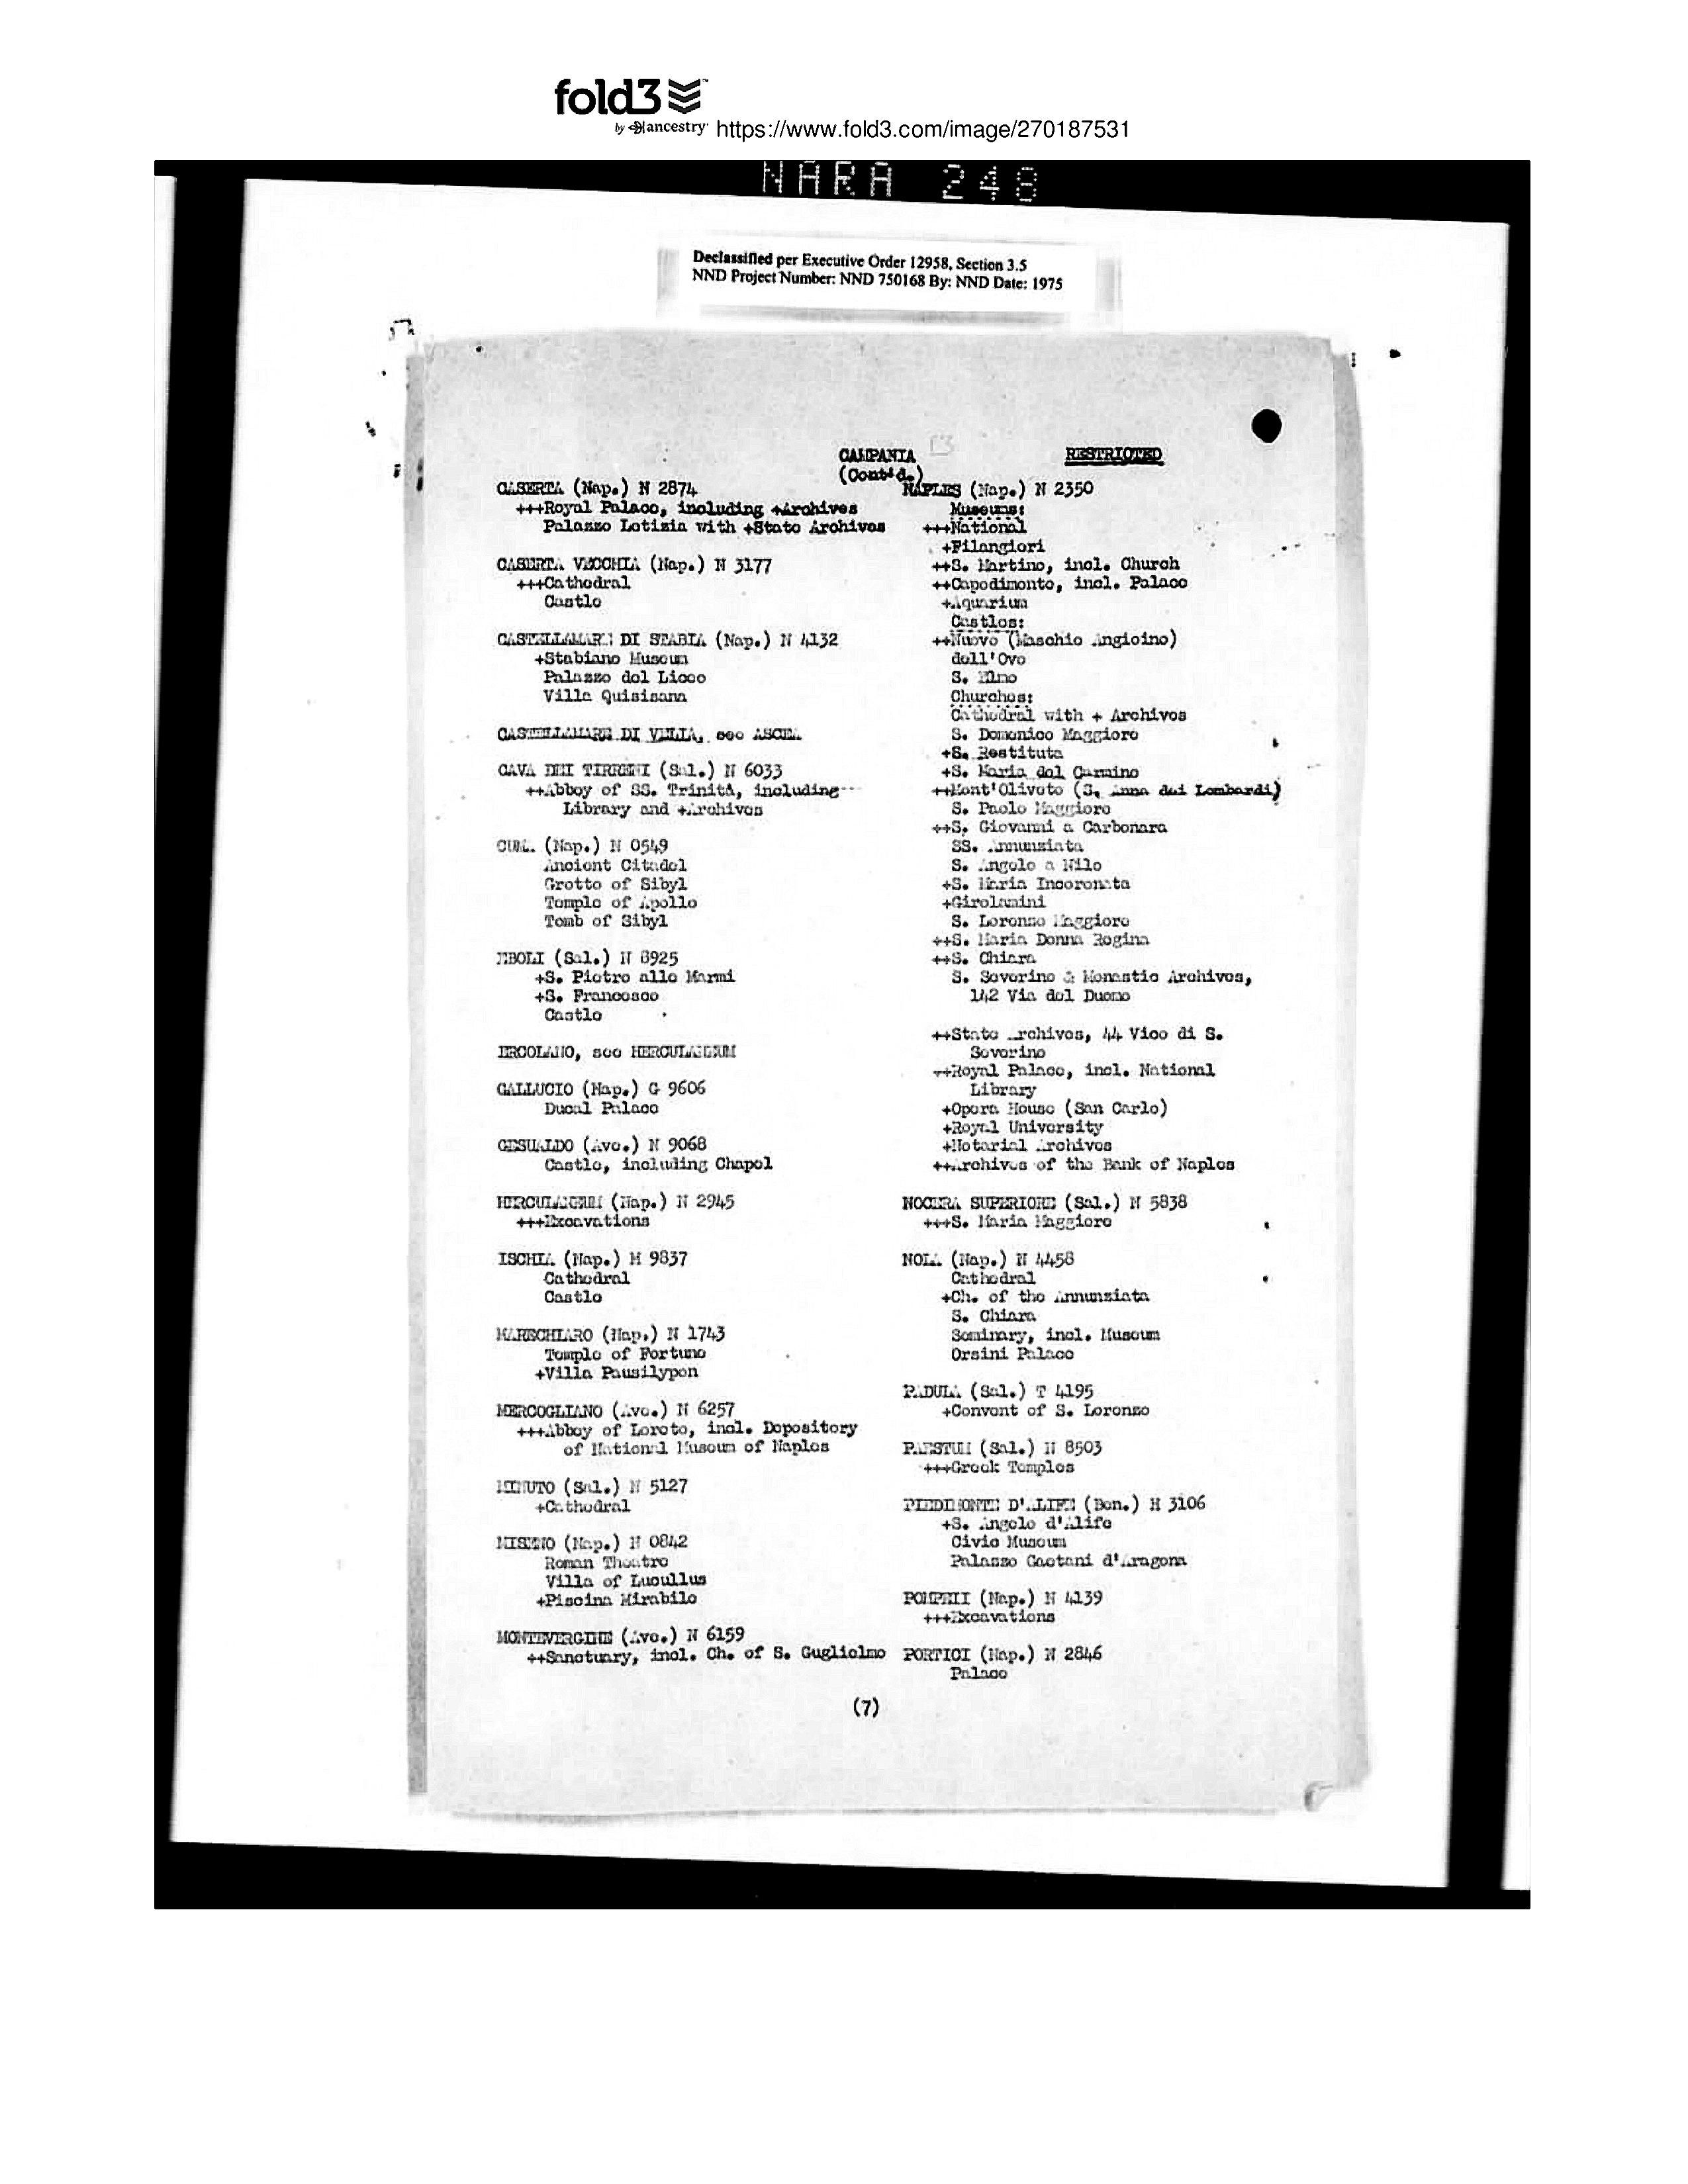 fold3
by ancestry
https://www.fold3.com/image/270187531
NARA 248
Declassified per Executive Order 12958, Section 3.5
NND Project Number: NND 750168 By: NND Date: 1975
CAMPANIA
(Cont'd.)
RESTRICTED
CASERTA (Nap.) N 2874
+++Royal Palace, including +Archives
Palazzo Letizia with +State Archives
CASERTA VECCHIA (Nap.) N 3177
+++Cathedral
Castle
CASTELLAMARE DI STABIA (Nap.) N 4132
+Stabiano Museum
Palazzo del Liceo
Villa Quisisana
CASTELLAMARE DI VELIA, see ASCEA
CAVA DEI TIRRENI (Sal.) N 6033
++Abbey of SS. Trinità, including
Library and +Archives
CUMA (Nap.) N 0549
Ancient Citadel
Grotto of Sibyl
Temple of Apollo
Tomb of Sibyl
EBOLI (Sal.) N 8925
+S. Pietro alle Marmi
+S. Francesco
Castle
ERCOLANO, see HERCULANEUM
GALLUCIO (Nap.) G 9606
Ducal Palace
GESUALDO (Ave.) N 9068
Castle, including Chapel
HERCULANEUM (Nap.) N 2945
+++Excavations
ISCHIA (Nap.) M 9837
Cathedral
Castle
MARECHIARO (Nap.) N 1743
Temple of Fortune
+Villa Pausilypon
MERCOGLIANO (Ave.) N 6257
+++Abbey of Loreto, incl. Depository
of National Museum of Naples
MINUTO (Sal.) N 5127
+Cathedral
MISENO (Nap.) N 0842
Roman Theatre
Villa of Lucullus
+Piscina Mirabile
MONTEVERGINE (Ave.) N 6159
++Sanctuary, incl. Ch. of S. Guglielmo
NAPLES (Nap.) N 2350
Museums:
+++National
+Filangieri
++S. Martino, incl. Church
++Capodimonte, incl. Palace
+Aquarium
Castles:
++Nuovo (Maschio Angioino)
dell'Ovo
S. Elmo
Churches:
Cathedral with + Archives
S. Domenico Maggiore
+S. Restituta
+S. Maria del Carmine
++Mont'Oliveto (S. Anna dei Lombardi)
S. Paolo Maggiore
++S. Giovanni a Carbonara
SS. Annunziata
S. Angelo a Nilo
+S. Maria Incoronata
+Girolamini
S. Lorenzo Maggiore
++S. Maria Donna Regina
++S. Chiara
S. Severino & Monastic Archives,
142 Via del Duomo
++State Archives, 44 Vico di S.
Severino
++Royal Palace, incl. National
Library
+Opera House (San Carlo)
+Royal University
+Notarial Archives
++Archives of the Bank of Naples
NOCERA SUPERIORE (Sal.) N 5838
+++S. Maria Maggiore
NOLA (Nap.) N 4458
Cathedral
+Ch. of the Annunziata
S. Chiara
Seminary, incl. Museum
Orsini Palace
PADULA (Sal.) T 4195
+Convent of S. Lorenzo
PAESTUM (Sal.) N 8503
+++Greek Temples
PIEDIMONTE D'ALIFE (Ben.) H 3106
+S. Angelo d'Alife
Civic Museum
Palazzo Gaetani d'Aragona
POMPEII (Nap.) N 4139
+++Excavations
PORTICI (Nap.) N 2846
Palace
(7)